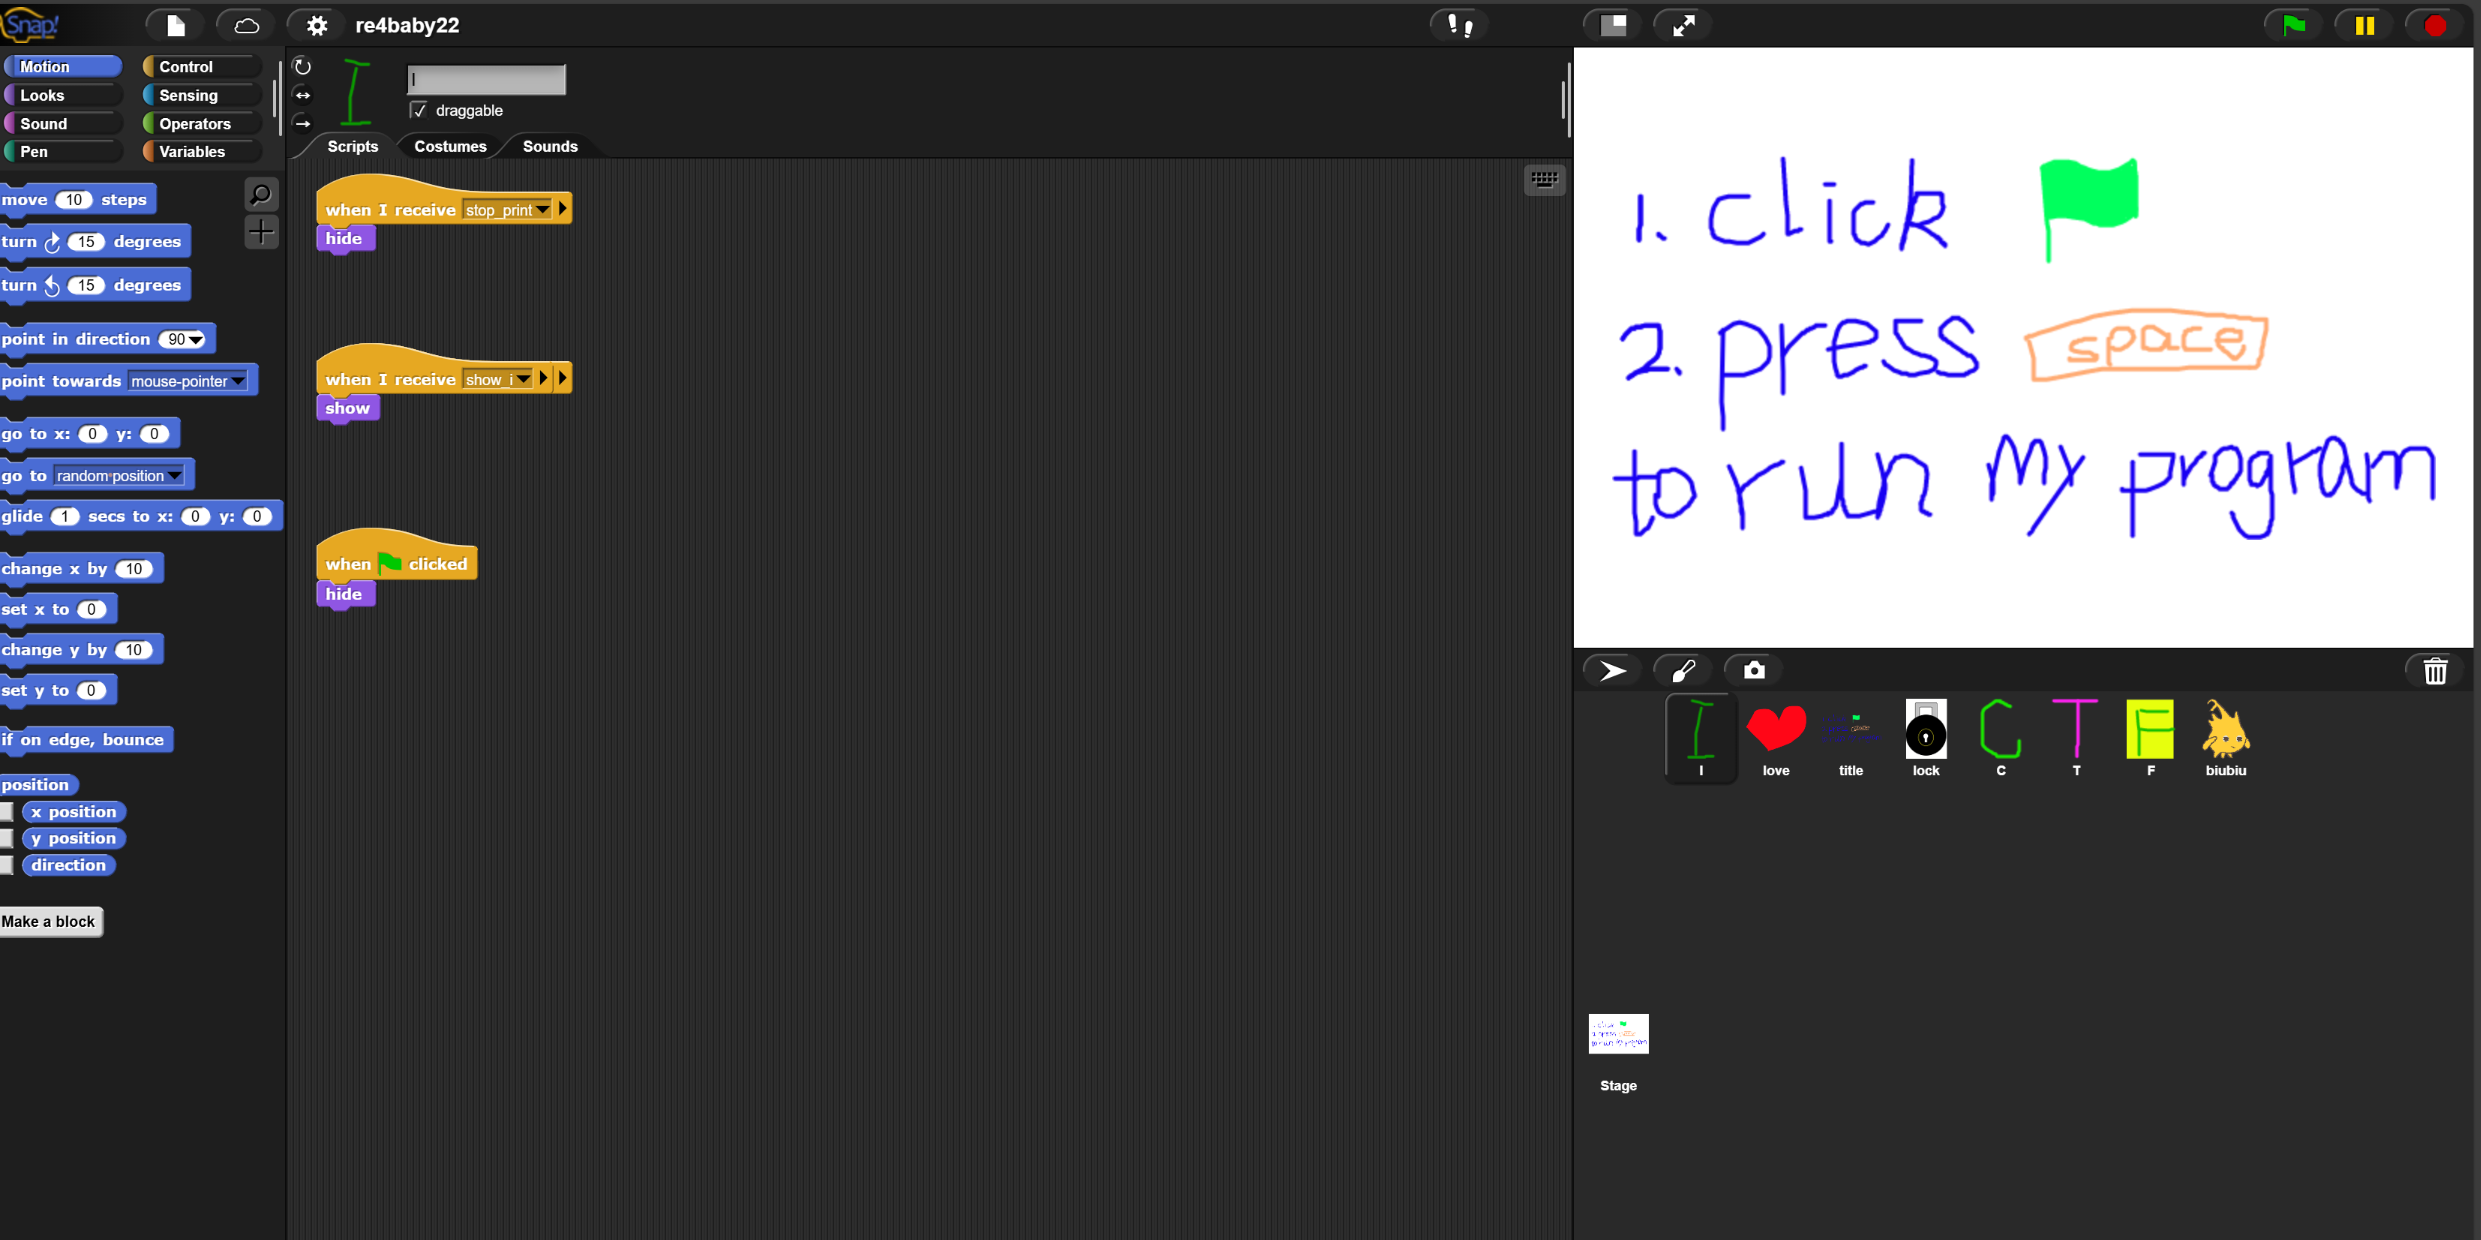 Snap!
re4baby22
Motion
Control
Looks
Sensing
Sound
Operators
Pen
Variables
move 10 steps
turn 15 degrees
turn 15 degrees
point in direction 90
point towards mouse-pointer
go to x: 0 y: 0
go to random position
glide 1 secs to x: 0 y: 0
change x by 10
set x to 0
change y by 10
set y to 0
if on edge, bounce
position
x position
y position
direction
Make a block
I
draggable
Scripts Costumes Sounds
when I receive stop_print
hide
when I receive show_i
show
when clicked
hide
1. click
2. press space
to run my program
I love title lock C T F biubiu
Stage